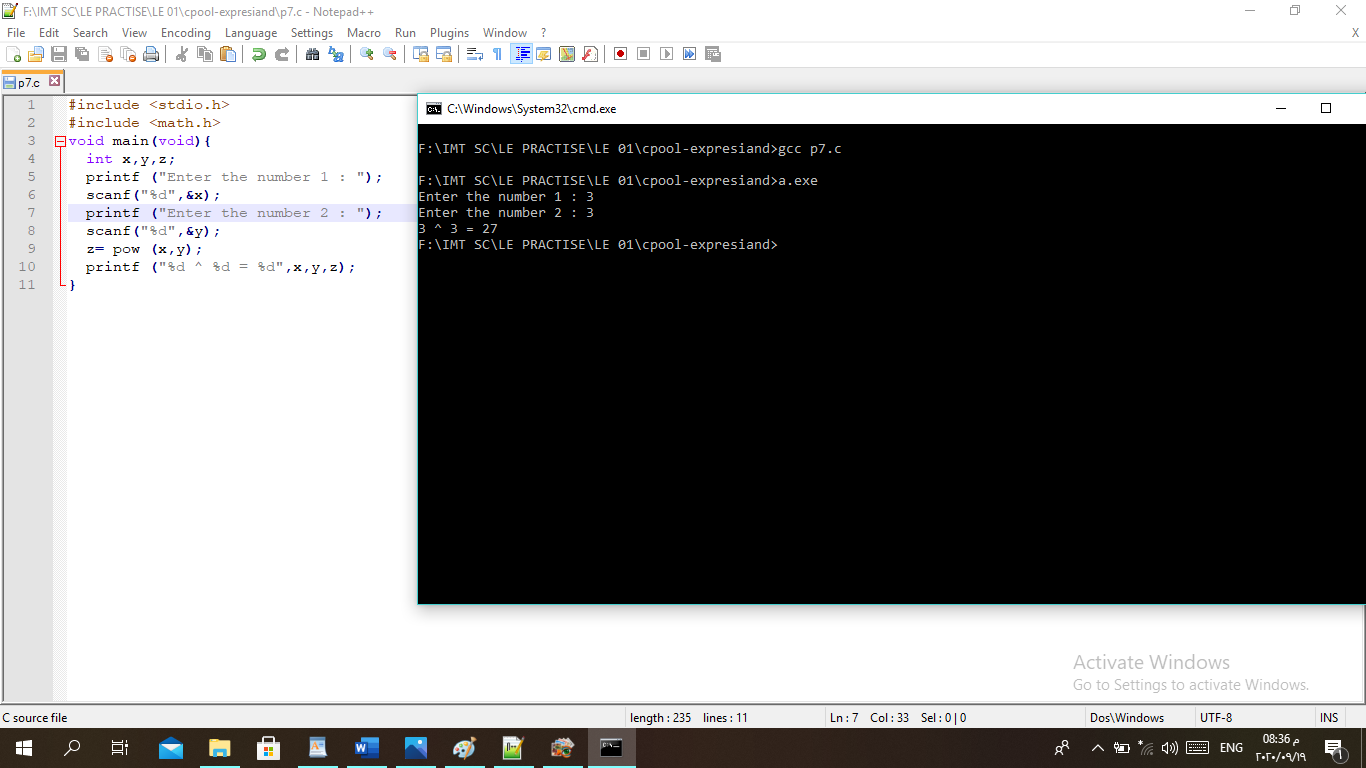 F:\IMT SC\LE PRACTISE\LE 01\cpool-expresiand\p7.c - Notepad++
File Edit Search View Encoding Language Settings Macro Run Plugins Window ? X
p7.c
1 #include <stdio.h>
2 #include <math.h>
3 void main(void){
4 int x,y,z;
5 printf ("Enter the number 1 : ");
6 scanf("%d",&x);
7 printf ("Enter the number 2 : ");
8 scanf("%d",&y);
9 z= pow (x,y);
10 printf ("%d ^ %d = %d",x,y,z);
11 }
C:\Windows\System32\cmd.exe
F:\IMT SC\LE PRACTISE\LE 01\cpool-expresiand>gcc p7.c
F:\IMT SC\LE PRACTISE\LE 01\cpool-expresiand>a.exe
Enter the number 1 : 3
Enter the number 2 : 3
3 ^ 3 = 27
F:\IMT SC\LE PRACTISE\LE 01\cpool-expresiand>
Activate Windows
Go to Settings to activate Windows.
C source file length : 235 lines : 11 Ln : 7 Col : 33 Sel : 0 | 0 Dos\Windows UTF-8 INS
ENG
08:36 م
٢٠٢٠/٠٩/١٩
١